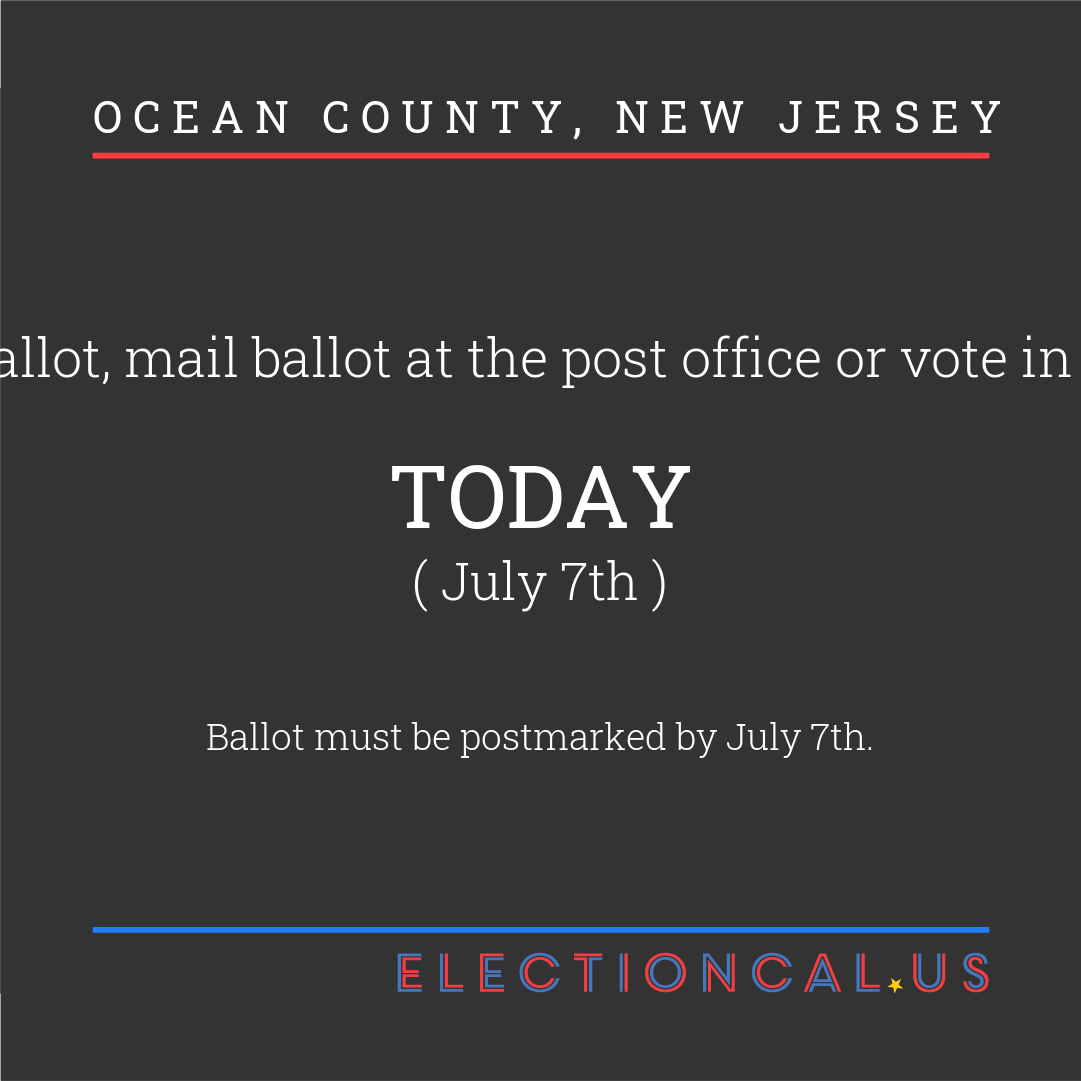 OCEAN COUNTY, NEW JERSEY
allot, mail ballot at the post office or vote in
TODAY
( July 7th )
Ballot must be postmarked by July 7th.
ELECTIONCAL.US